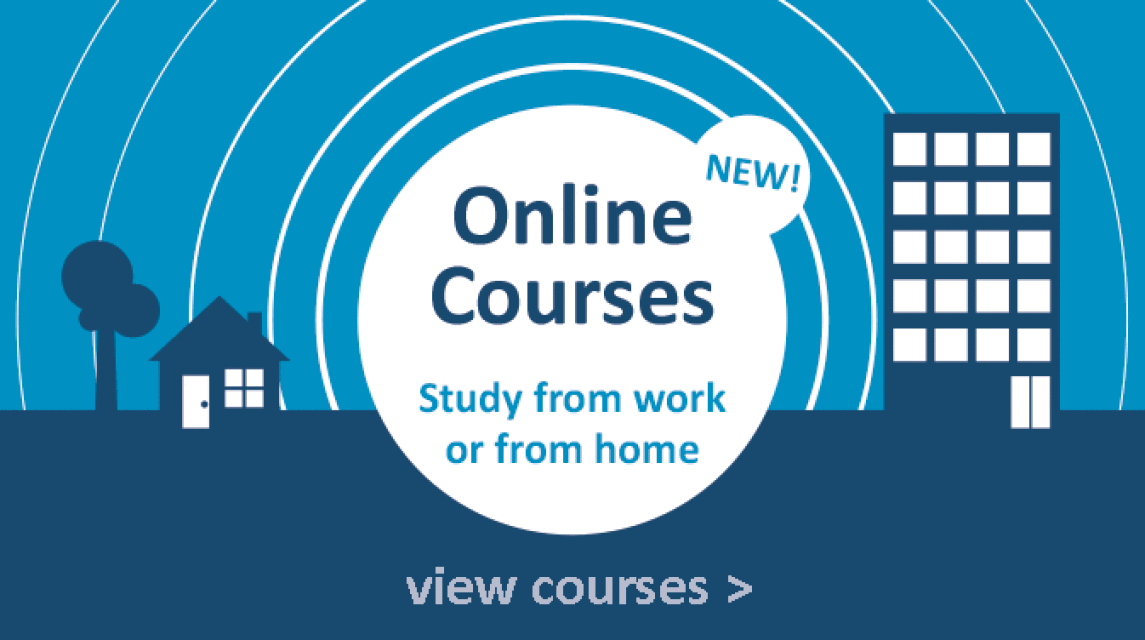 NEW!
Online
Courses
Study from work
or from home
view courses >